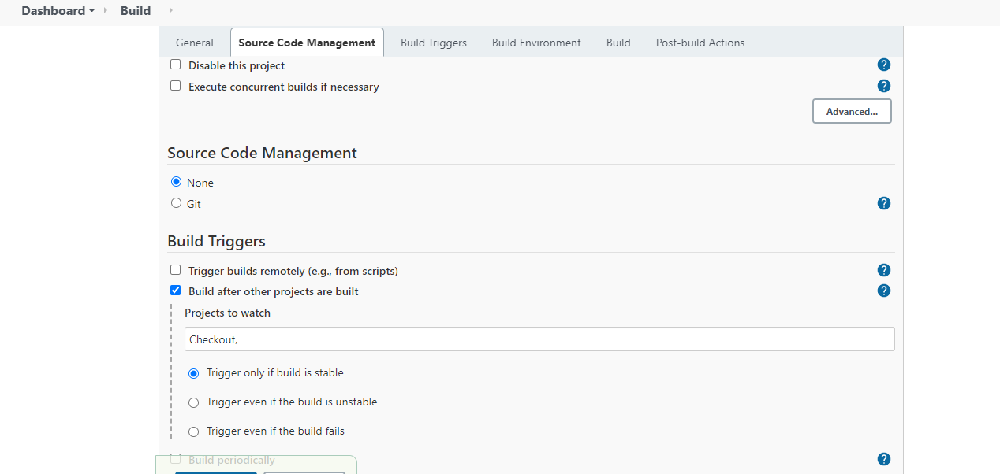 Dashboard Build
General Source Code Management Build Triggers Build Environment Build Post-build Actions
Disable this project ?
Execute concurrent builds if necessary ?
Advanced...
Source Code Management
None
Git ?
Build Triggers
Trigger builds remotely (e.g., from scripts) ?
Build after other projects are built ?
Projects to watch
Checkout,
Trigger only if build is stable
Trigger even if the build is unstable
Trigger even if the build fails
Build periodically ?